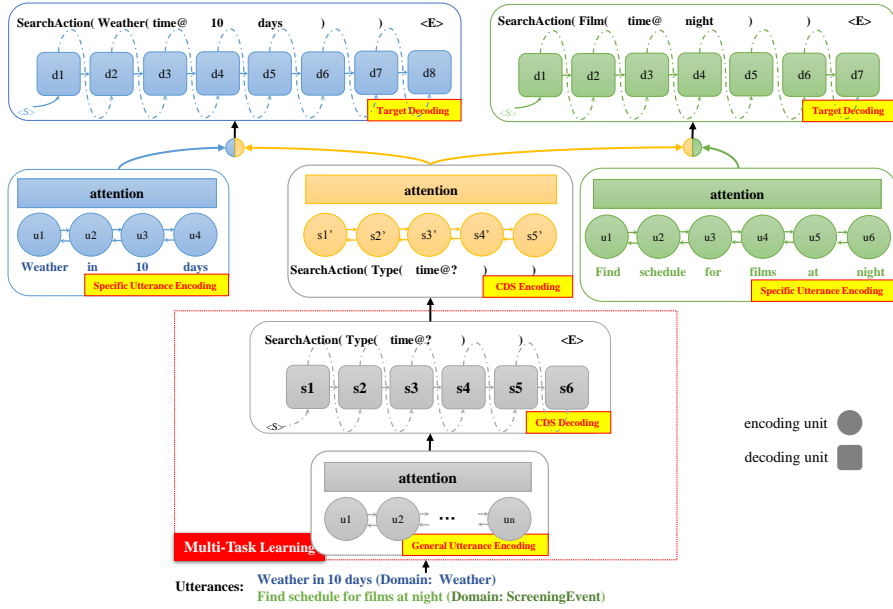 SearchAction( Weather( time@ 10 days ) ) <E>
d1 d2 d3 d4 d5 d6 d7 d8
<S>
Target Decoding
SearchAction( Film( time@ night ) ) <E>
d1 d2 d3 d4 d5 d6 d7
<S>
Target Decoding
attention
u1 u2 u3 u4
Weather in 10 days
Specific Utterance Encoding
attention
s1' s2' s3' s4' s5'
SearchAction( Type( time@? ) )
CDS Encoding
attention
u1 u2 u3 u4 u5 u6
Find schedule for films at night
Specific Utterance Encoding
SearchAction( Type( time@? ) ) <E>
s1 s2 s3 s4 s5 s6
<S>
CDS Decoding
encoding unit
decoding unit
attention
u1 u2 ... un
General Utterance Encoding
Multi-Task Learning
Utterances: Weather in 10 days (Domain: Weather)
Find schedule for films at night (Domain: ScreeningEvent)